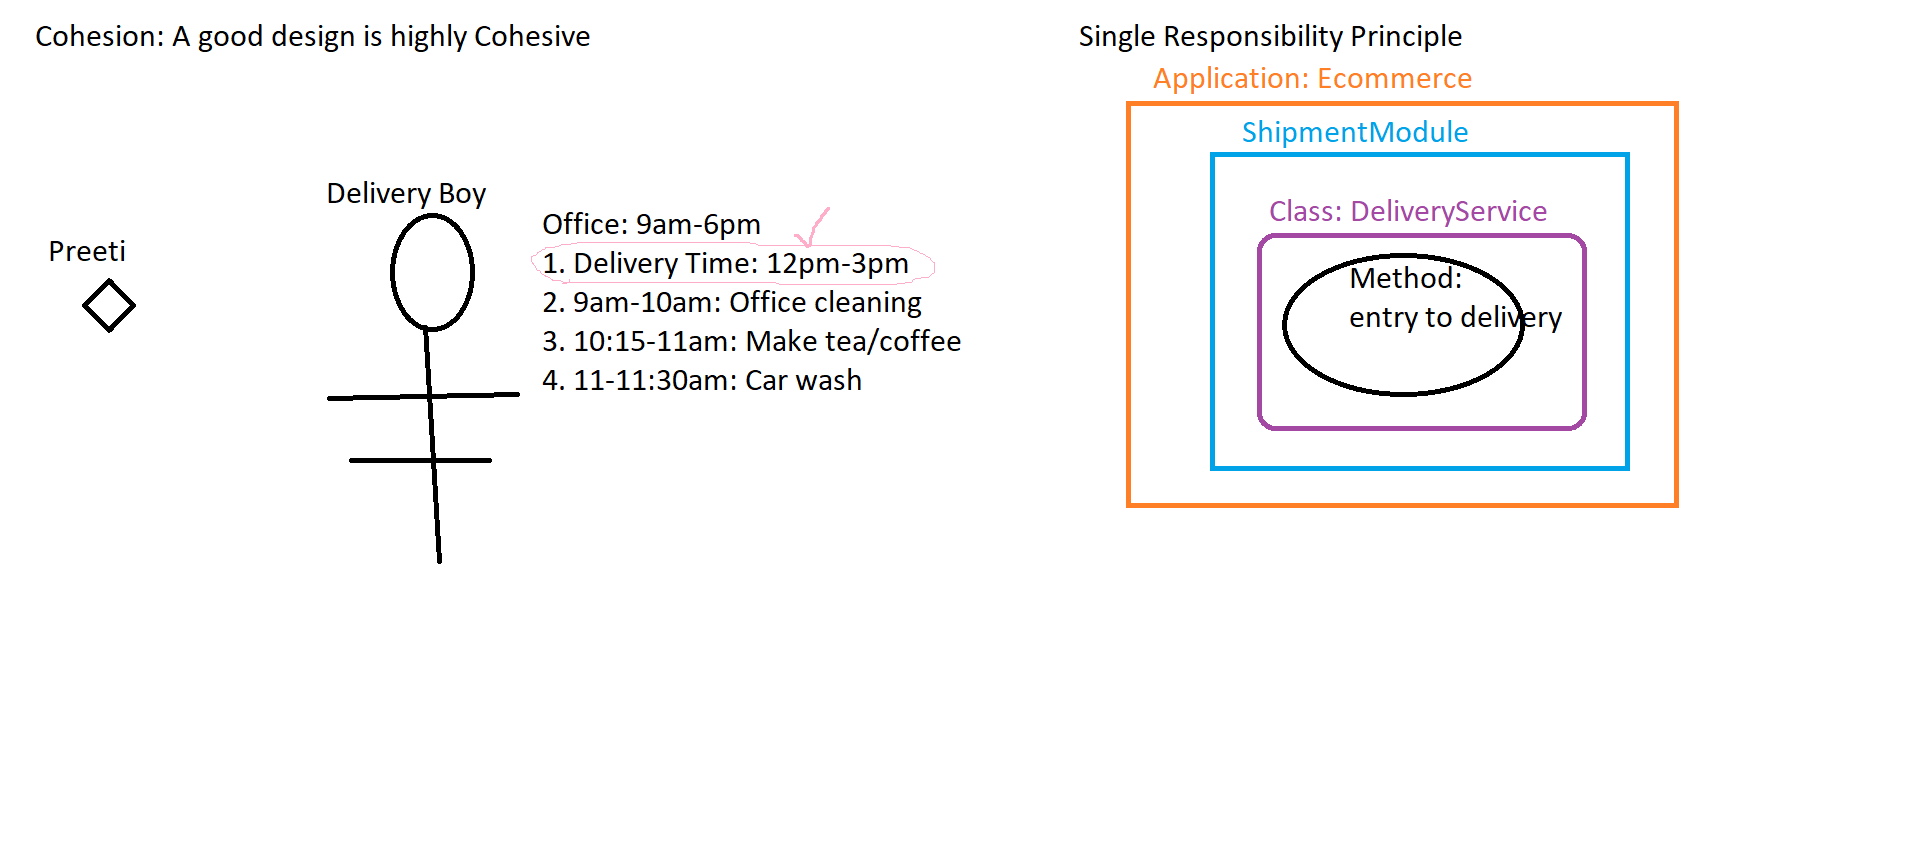 Cohesion: A good design is highly Cohesive
Preeti
Delivery Boy
Office: 9am-6pm
1. Delivery Time: 12pm-3pm
2. 9am-10am: Office cleaning
3. 10:15-11am: Make tea/coffee
4. 11-11:30am: Car wash
Single Responsibility Principle
Application: Ecommerce
ShipmentModule
Class: DeliveryService
Method:
entry to delivery